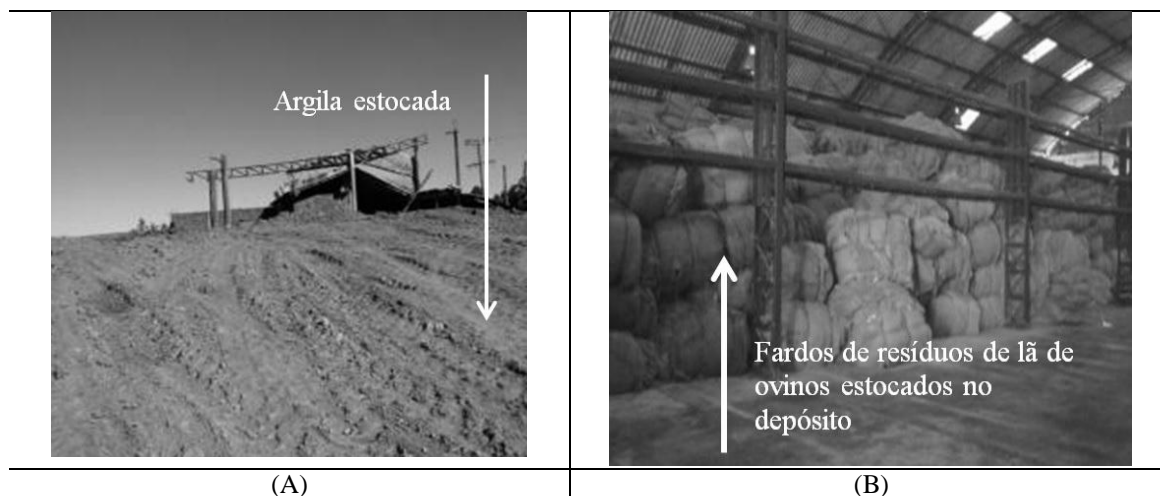 Argila estocada
Fardos de resíduos de lã de
ovinos estocados no
depósito
(A)
(B)